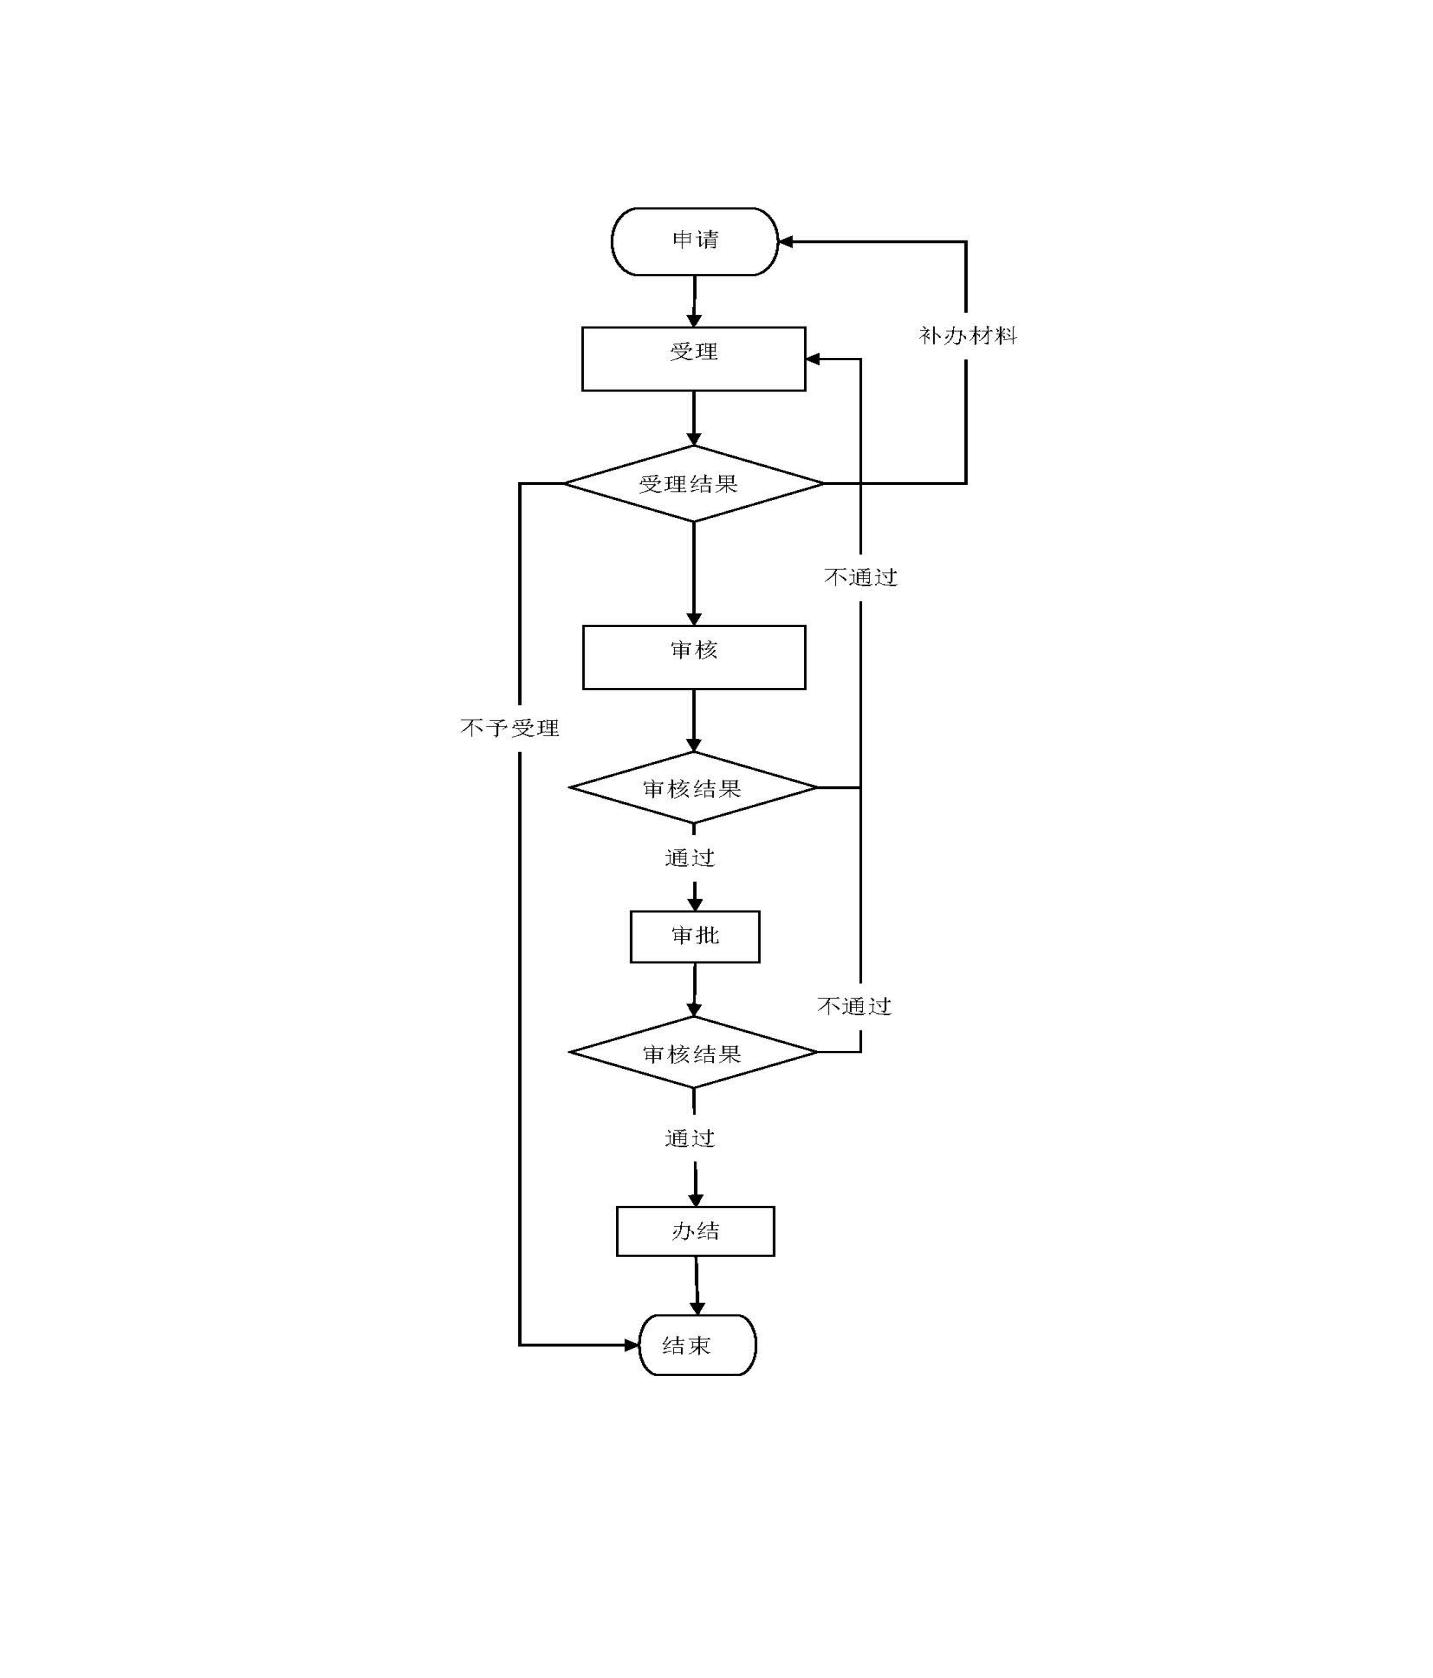 申请
补办材料
受理
受理结果
不通过
审核
不予受理
审核结果
通过
审批
不通过
审核结果
通过
办结
结束